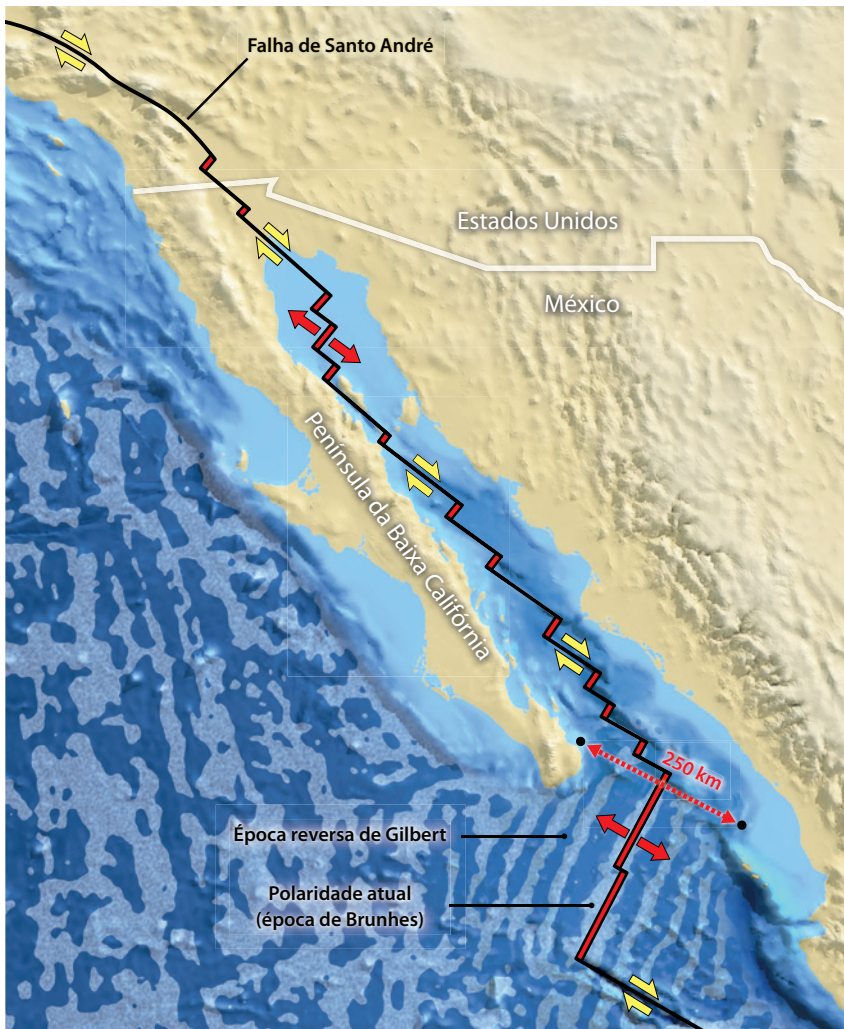 Falha de Santo André
Estados Unidos
México
Península da Baixa Califórnia
250 km
Época reversa de Gilbert
Polaridade atual
(época de Brunhes)